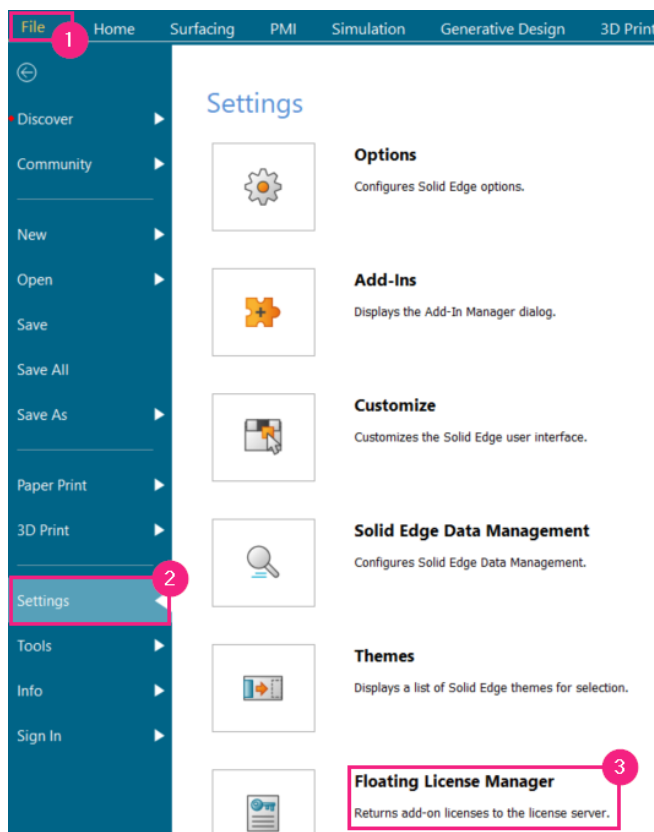 File Home Surfacing PMI Simulation Generative Design 3D Print
1
Settings
Discover
Community
New
Open
Save
Save All
Save As
Paper Print
3D Print
2
Settings
Tools
Info
Sign In
Options
Configures Solid Edge options.
Add-Ins
Displays the Add-In Manager dialog.
Customize
Customizes the Solid Edge user interface.
Solid Edge Data Management
Configures Solid Edge Data Management.
Themes
Displays a list of Solid Edge themes for selection.
3
Floating License Manager
Returns add-on licenses to the license server.